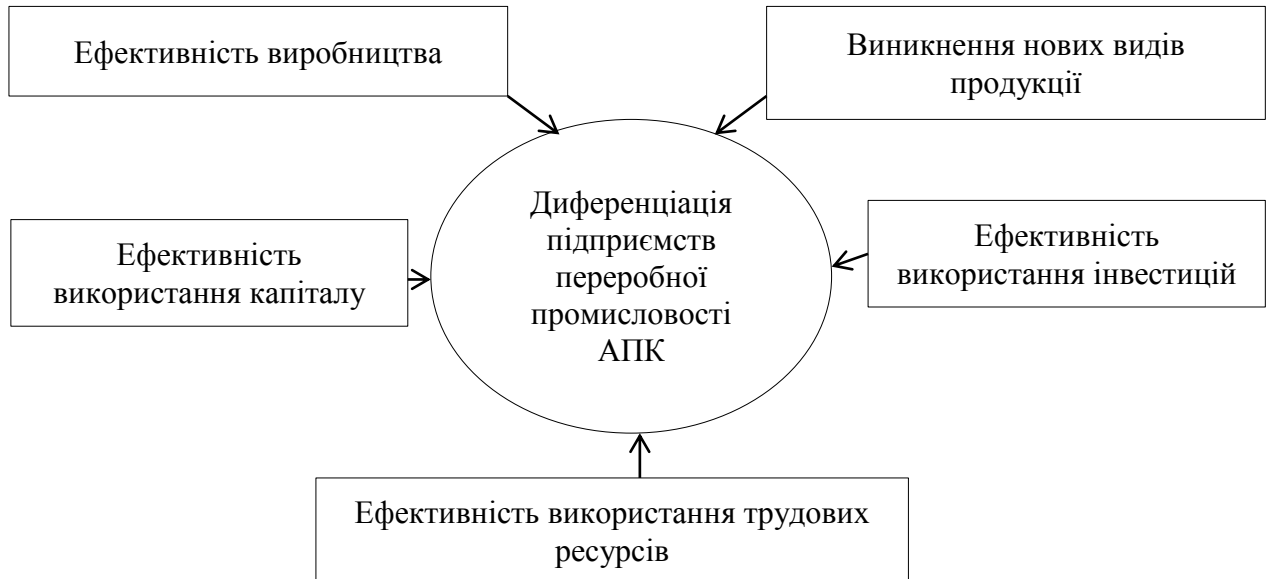 Ефективність виробництва
Виникнення нових видів
продукції
Диференціація
підприємств
переробної
промисловості
АПК
Ефективність
використання капіталу
Ефективність
використання інвестицій
Ефективність використання трудових
ресурсів